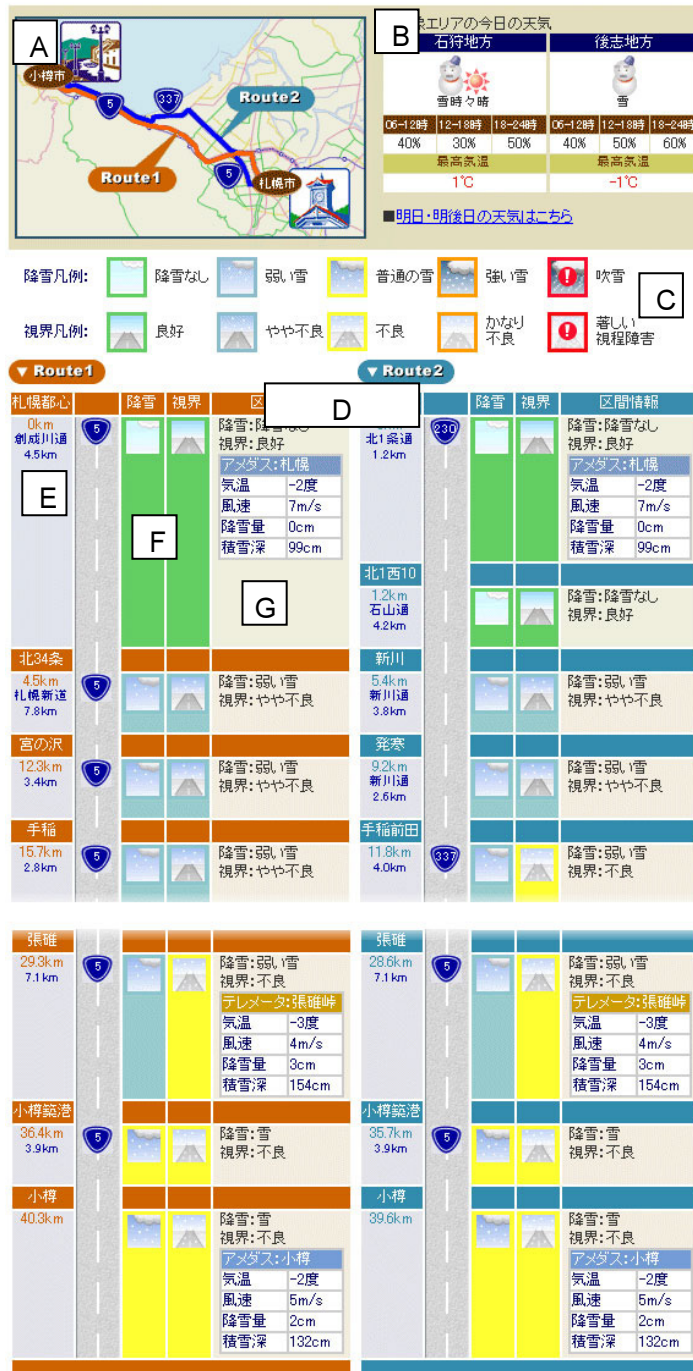 A
小樽市
5
337
Route2
Route1
5
札幌市
B
象エリアの今日の天気
石狩地方
後志地方
雪時々晴
雪
06-12時 12-18時 18-24時 06-12時 12-18時 18-24時
40% 30% 50% 40% 50% 60%
最高気温 最高気温
1℃ -1℃
■明日・明後日の天気はこちら
降雪凡例: 降雪なし 弱い雪 普通の雪 強い雪 吹雪
C
視界凡例: 良好 やや不良 不良 かなり不良 著しい視程障害
▼ Route1
札幌都心 降雪 視界 区
D
0km
創成川通
4.5km
5
降雪:降雪なし
視界:良好
アメダス:札幌
気温 -2度
風速 7m/s
降雪量 0cm
積雪深 99cm
E
F
G
北34条
4.5km
札幌新道
7.8km
5
降雪:弱い雪
視界:やや不良
宮の沢
12.3km
3.4km
5
降雪:弱い雪
視界:やや不良
手稲
15.7km
2.8km
5
降雪:弱い雪
視界:やや不良
▼ Route2
降雪 視界 区間情報
北1条通
1.2km
230
降雪:降雪なし
視界:良好
アメダス:札幌
気温 -2度
風速 7m/s
降雪量 0cm
積雪深 99cm
北1西10
1.2km
石山通
4.2km
降雪:降雪なし
視界:良好
新川
5.4km
新川通
3.8km
降雪:弱い雪
視界:やや不良
発寒
9.2km
新川通
2.6km
降雪:弱い雪
視界:やや不良
手稲前田
11.8km
4.0km
337
降雪:弱い雪
視界:不良
張碓
29.3km
7.1km
5
降雪:弱い雪
視界:不良
テレメータ:張碓峠
気温 -3度
風速 4m/s
降雪量 3cm
積雪深 154cm
小樽築港
36.4km
3.9km
5
降雪:雪
視界:不良
小樽
40.3km
降雪:雪
視界:不良
アメダス:小樽
気温 -2度
風速 5m/s
降雪量 2cm
積雪深 132cm
張碓
28.6km
7.1km
5
降雪:弱い雪
視界:不良
テレメータ:張碓峠
気温 -3度
風速 4m/s
降雪量 3cm
積雪深 154cm
小樽築港
35.7km
3.9km
5
降雪:雪
視界:不良
小樽
39.6km
降雪:雪
視界:不良
アメダス:小樽
気温 -2度
風速 5m/s
降雪量 2cm
積雪深 132cm